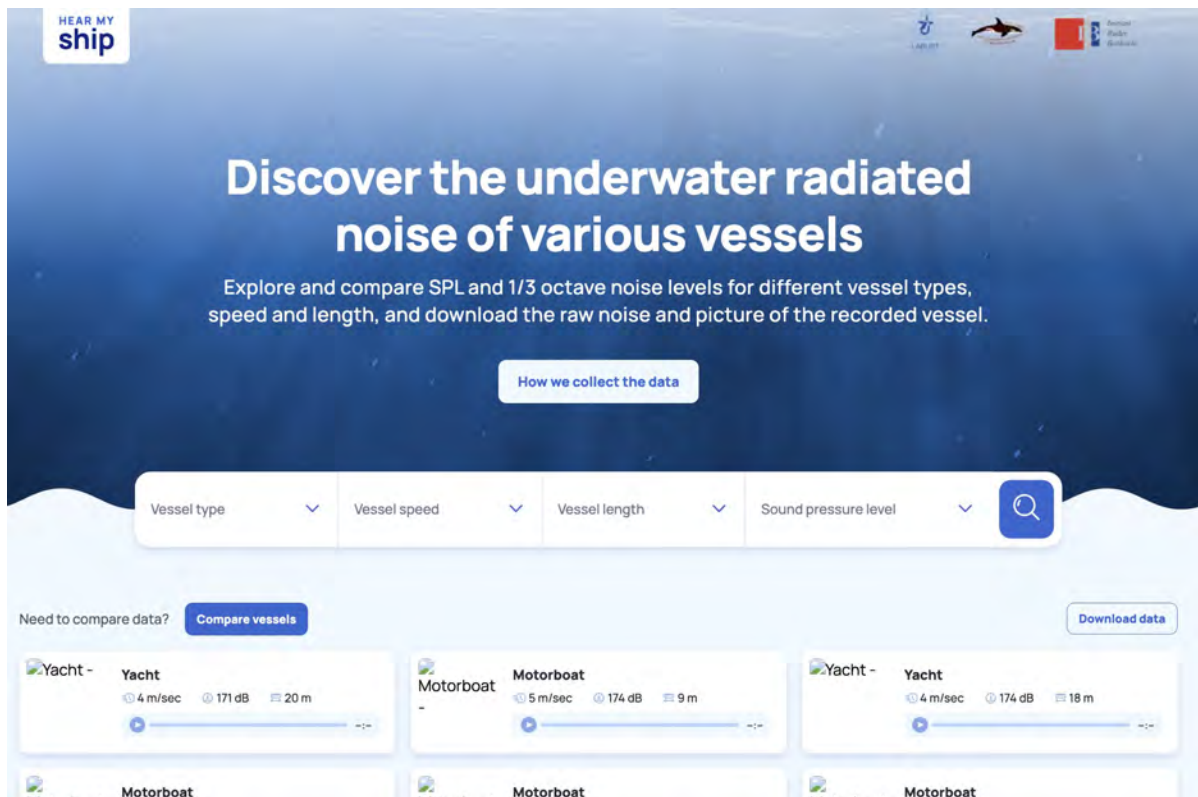 HEAR MY
ship
Discover the underwater radiated
noise of various vessels
Explore and compare SPL and 1/3 octave noise levels for different vessel types,
speed and length, and download the raw noise and picture of the recorded vessel.
How we collect the data
Vessel type
Vessel speed
Vessel length
Sound pressure level
Need to compare data?
Compare vessels
Download data
Yacht -
Yacht
4 m/sec 171 dB 20 m
-:-
Motorboat
-
Motorboat
5 m/sec 174 dB 9 m
-:-
Yacht -
Yacht
4 m/sec 174 dB 18 m
-:-
Motorboat
Motorboat
Motorboat